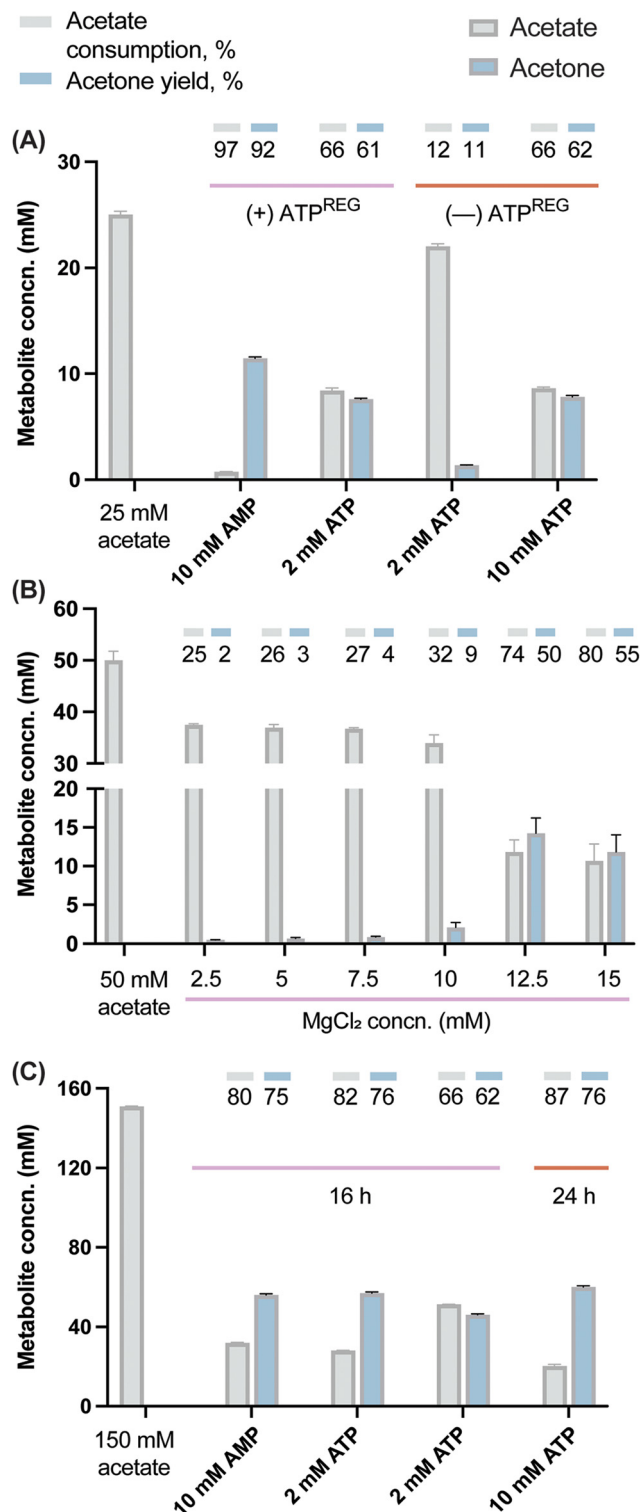 Acetate
consumption, %
Acetone yield, %
Acetate
Acetone
(A)
97 92 66 61 12 11 66 62
(+) ATPREG (—) ATPREG
30
20
10
0
Metabolite concn. (mM)
25 mM
acetate
10 mM AMP
2 mM ATP
2 mM ATP
10 mM ATP
(B)
60
50
40
30
20
15
10
5
0
Metabolite concn. (mM)
25 2 26 3 27 4 32 9 74 50 80 55
50 mM
acetate
2.5 5 7.5 10 12.5 15
MgCl₂ concn. (mM)
(C)
160
120
80
40
0
Metabolite concn. (mM)
80 75 82 76 66 62 87 76
16 h 24 h
150 mM
acetate
10 mM AMP
2 mM ATP
2 mM ATP
10 mM ATP